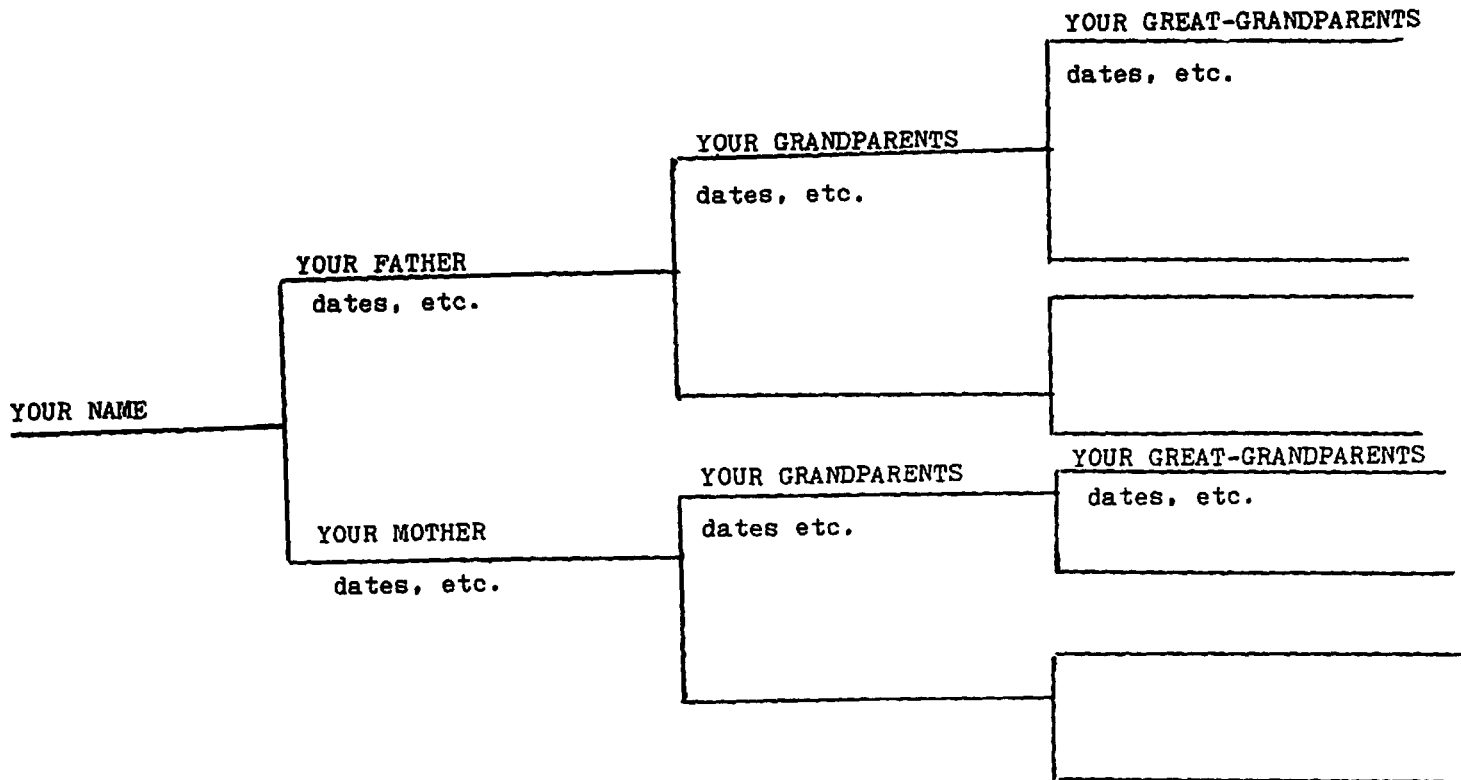 YOUR GREAT-GRANDPARENTS
dates, etc.
YOUR GRANDPARENTS
dates, etc.
YOUR FATHER
dates, etc.
YOUR NAME
YOUR GREAT-GRANDPARENTS
YOUR GRANDPARENTS
dates, etc.
dates etc.
YOUR MOTHER
dates, etc.